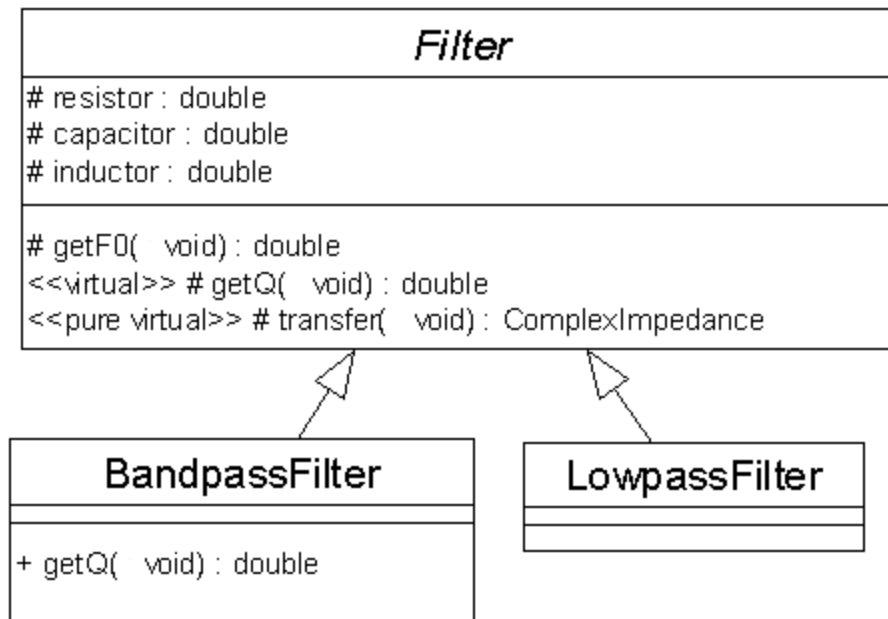 Filter
# resistor : double
# capacitor : double
# inductor : double
# getF0( void) : double
<<virtual>> # getQ( void) : double
<<pure virtual>> # transfer( void) : ComplexImpedance
BandpassFilter
+ getQ( void) : double
LowpassFilter